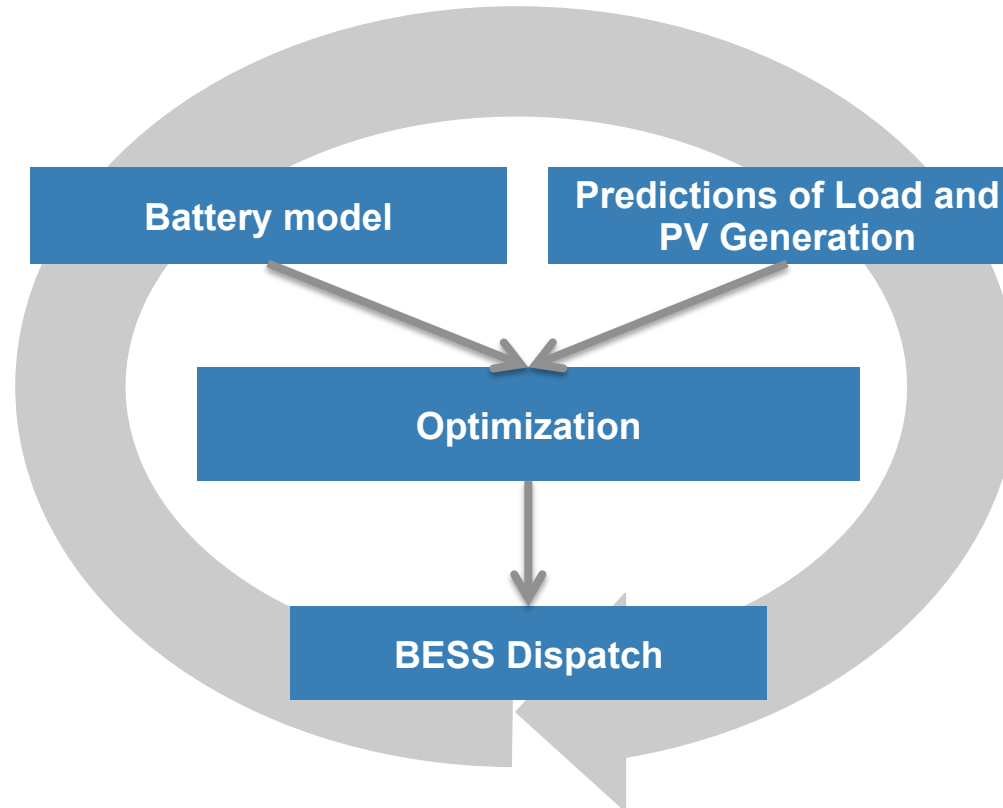 Battery model
Predictions of Load and
PV Generation
Optimization
BESS Dispatch